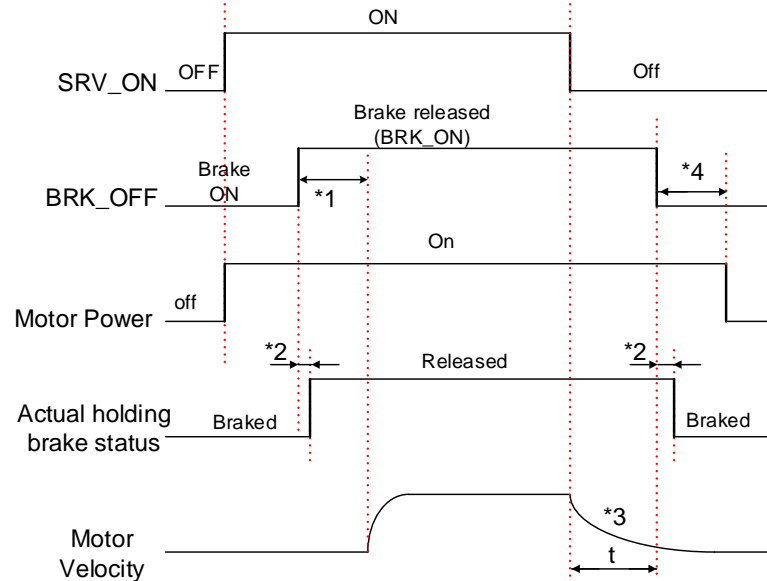 ON
OFF
Off
SRV_ON
Brake released
(BRK_ON)
Brake
ON
*1
*4
BRK_OFF
On
off
Motor Power
*2
*2
Released
Actual holding
brake status
Braked
Braked
*3
Motor
Velocity
t